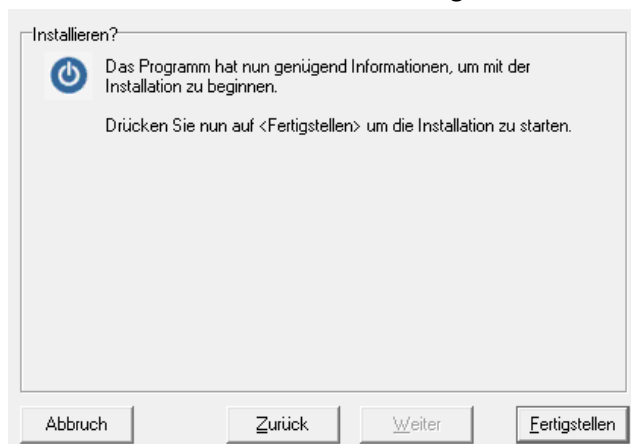 Installieren?
Das Programm hat nun genügend Informationen, um mit der
Installation zu beginnen.
Drücken Sie nun auf <Fertigstellen> um die Installation zu starten.
Abbruch
Zurück
Weiter
Fertigstellen